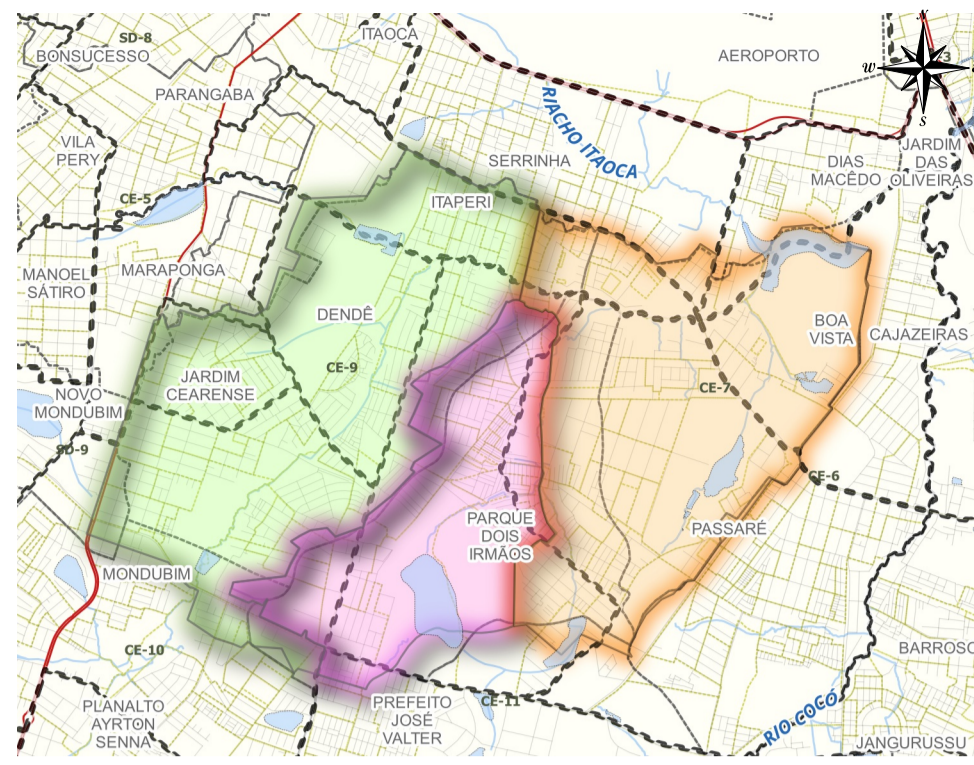 N
SD-8
ITAOCA
BONSUCESSO
AEROPORTO
w
s
PARANGABA
RIACHO ITAOCA
VILA
PERY
SERRINHA
DIAS
MACÊDO
JARDIM
DAS
OLIVEIRAS
CE-5
ITAPERI
MANOEL
SÁTIRO
MARAPONGA
DENDÊ
BOA
VISTA
CAJAZEIRAS
CE-9
JARDIM
CEARENSE
CE-7
NOVO
MONDUBIM
SD-9
CE-6
PARQUE
DOIS
IRMÃOS
PASSARÉ
MONDUBIM
CE-10
BARROSO
CE-11
PLANALTO
AYRTON
SENNA
PREFEITO
JOSÉ
VALTER
RIO COCÓ
JANGURUSSU